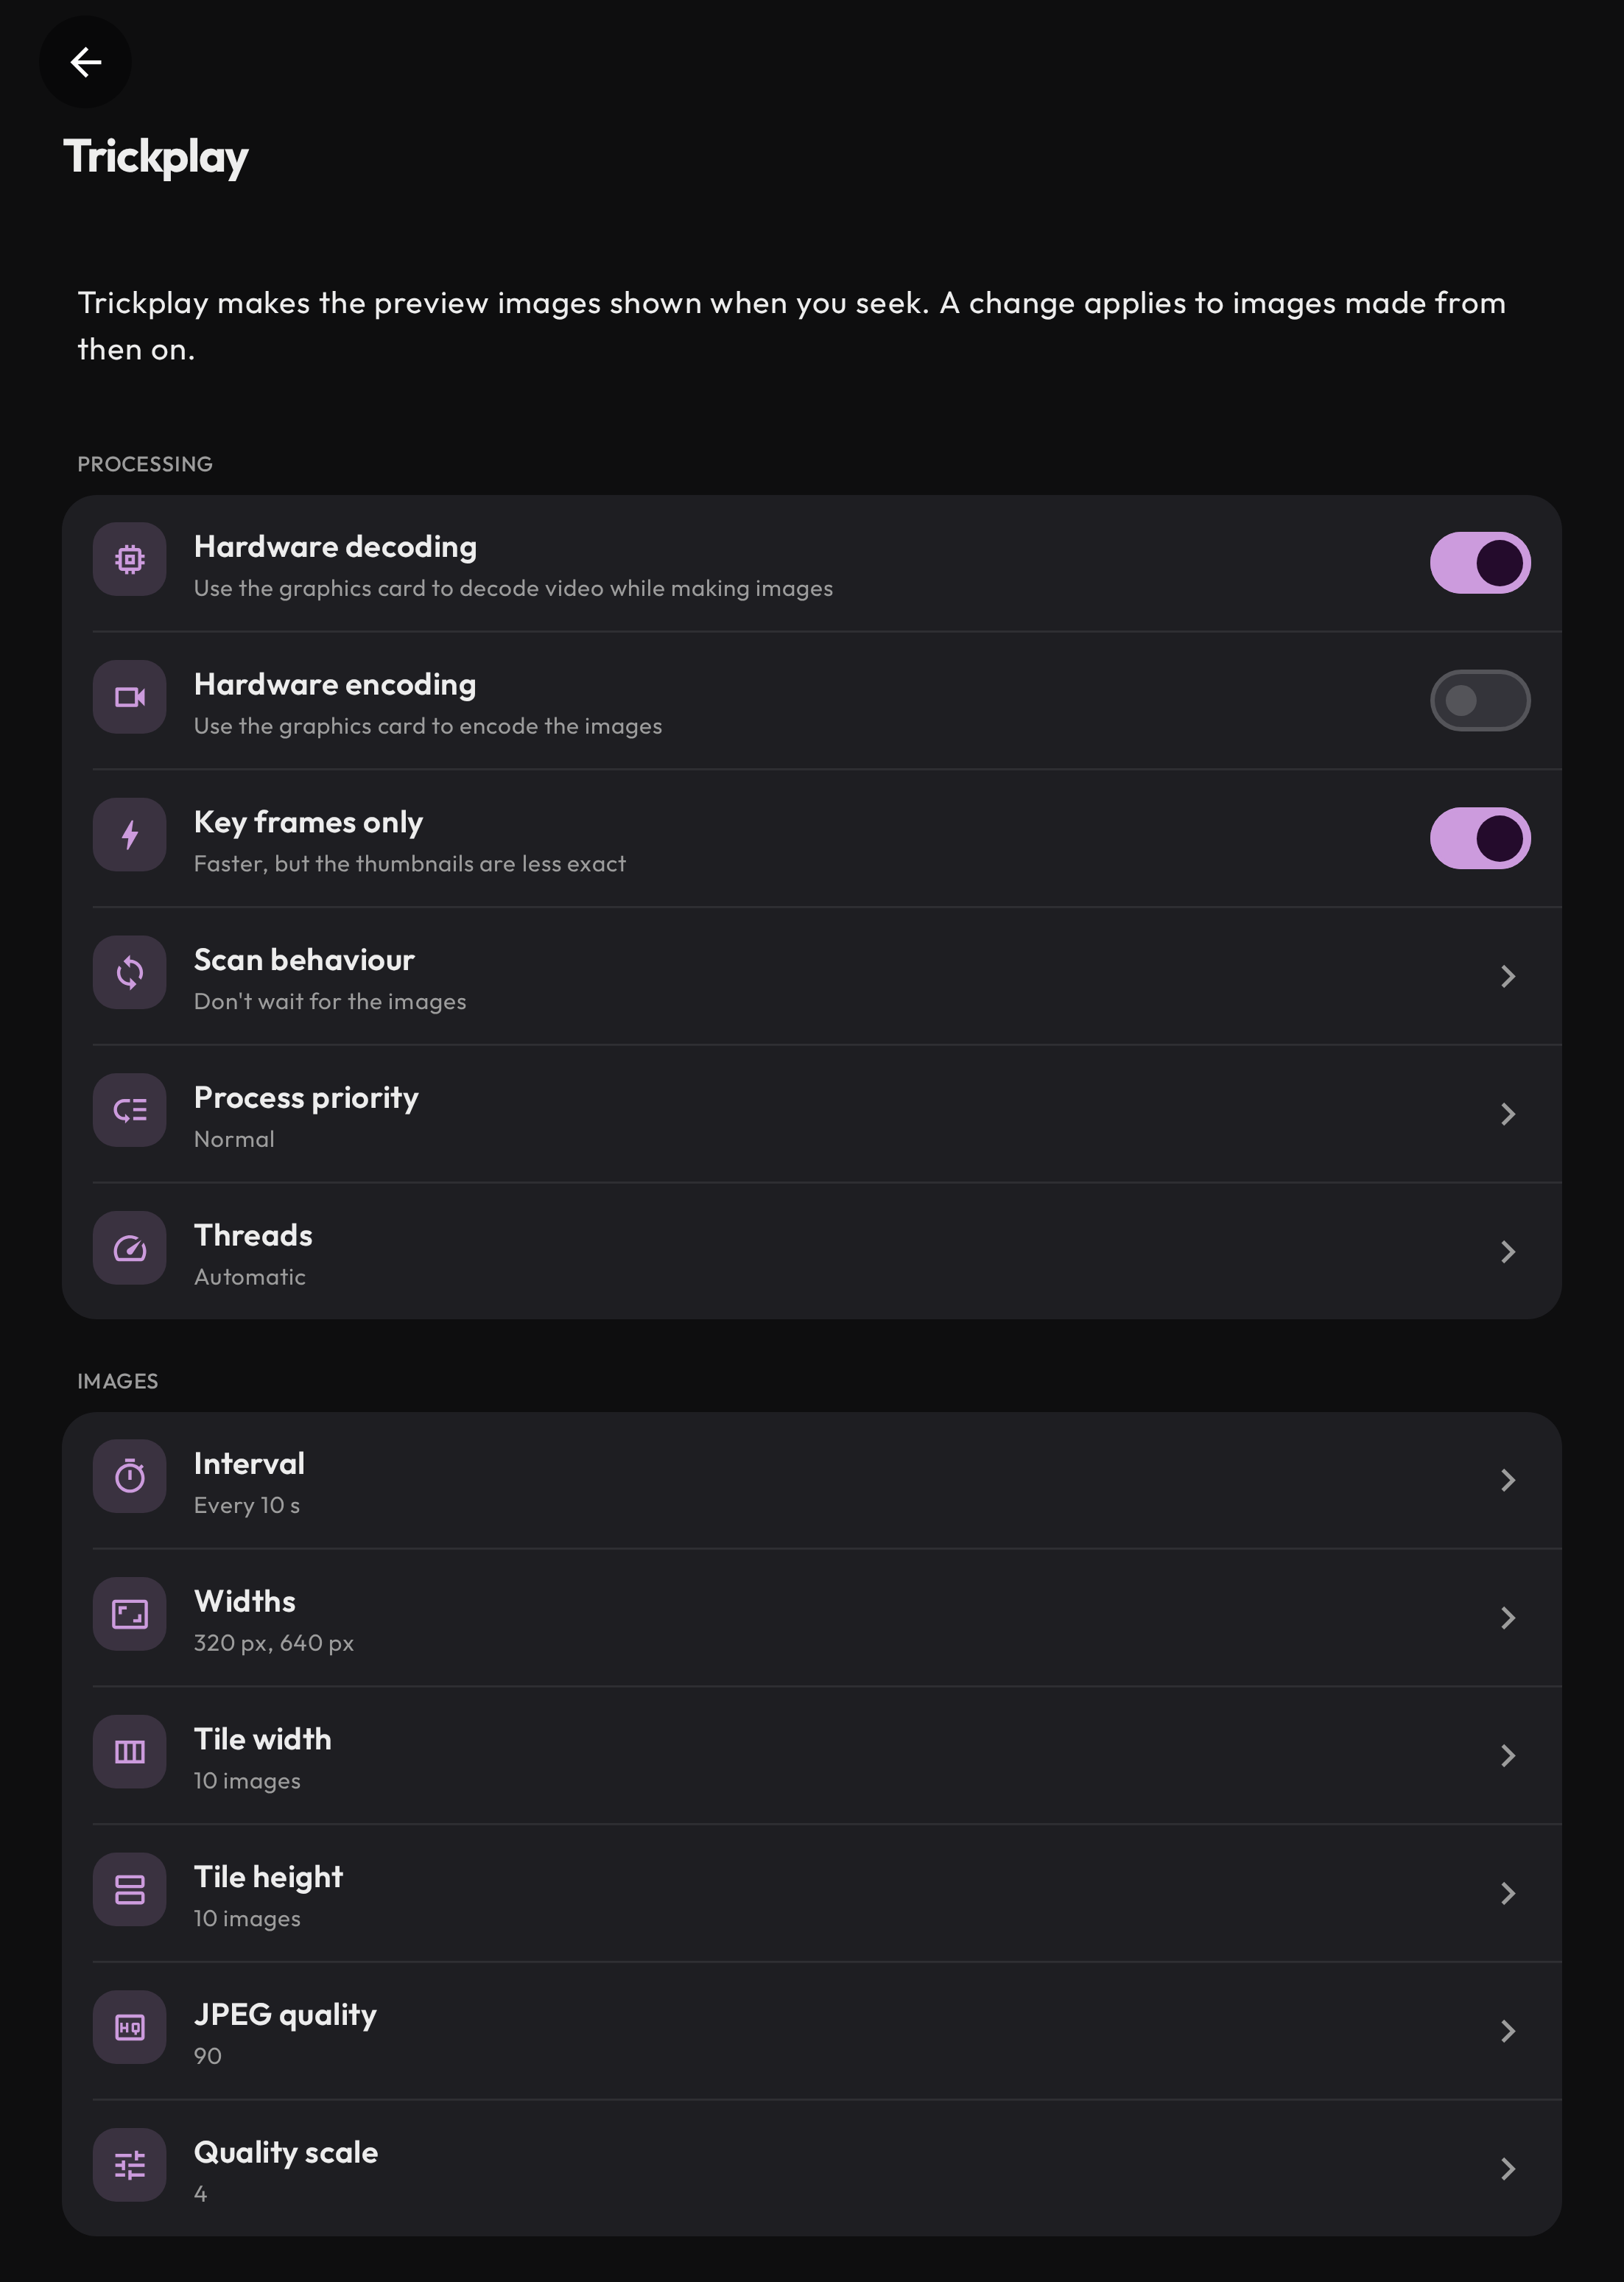 Trickplay
Trickplay makes the preview images shown when you seek. A change applies to images made from
then on.
PROCESSING
Hardware decoding
Use the graphics card to decode video while making images
Hardware encoding
Use the graphics card to encode the images
Key frames only
Faster, but the thumbnails are less exact
Scan behaviour
Don't wait for the images
Process priority
Normal
Threads
Automatic
IMAGES
Interval
Every 10 s
Widths
320 px, 640 px
Tile width
10 images
Tile height
10 images
HQ
JPEG quality
90
Quality scale
4